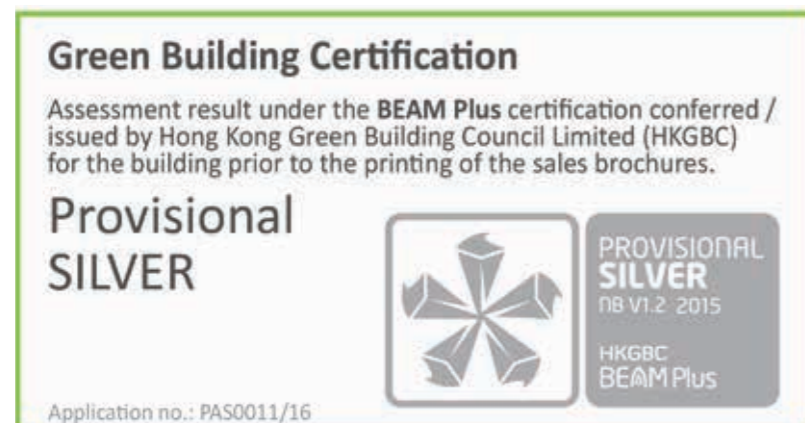 Green Building Certification
Assessment result under the BEAM Plus certification conferred /
issued by Hong Kong Green Building Council Limited (HKGBC)
for the building prior to the printing of the sales brochures.
Provisional
SILVER
PROVISIONAL
SILVER
NB V1.2 2015
HKGBC
BEAM Plus
Application no.: PAS0011/16